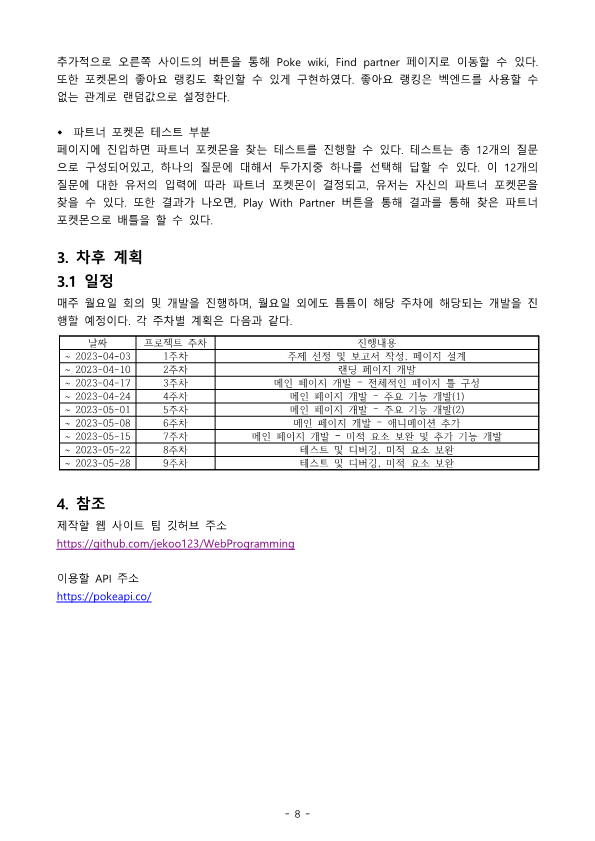 추가적으로 오른쪽 사이드의 버튼을 통해 Poke wiki, Find partner 페이지로 이동할 수 있다.
또한 포켓몬의 좋아요 랭킹도 확인할 수 있게 구현하였다. 좋아요 랭킹은 벡엔드를 사용할 수
없는 관계로 랜덤값으로 설정한다.
◆ 파트너 포켓몬 테스트 부분
페이지에 진입하면 파트너 포켓몬을 찾는 테스트를 진행할 수 있다. 테스트는 총 12개의 질문
으로 구성되어있고, 하나의 질문에 대해서 두가지중 하나를 선택해 답할 수 있다. 이 12개의
질문에 대한 유저의 입력에 따라 파트너 포켓몬이 결정되고, 유저는 자신의 파트너 포켓몬을
찾을 수 있다. 또한 결과가 나오면, Play With Partner 버튼을 통해 결과를 통해 찾은 파트너
포켓몬으로 배틀을 할 수 있다.
3. 차후 계획
3.1 일정
매주 월요일 회의 및 개발을 진행하며, 월요일 외에도 틈틈이 해당 주차에 해당되는 개발을 진
행할 예정이다. 각 주차별 계획은 다음과 같다.
날짜 프로젝트 주차 진행내용
~ 2023-04-03 1주차 주제 선정 및 보고서 작성, 페이지 설계
~ 2023-04-10 2주차 랜딩 페이지 개발
~ 2023-04-17 3주차 메인 페이지 개발 - 전체적인 페이지 틀 구성
~ 2023-04-24 4주차 메인 페이지 개발 - 주요 기능 개발(1)
~ 2023-05-01 5주차 메인 페이지 개발 - 주요 기능 개발(2)
~ 2023-05-08 6주차 메인 페이지 개발 - 애니메이션 추가
~ 2023-05-15 7주차 메인 페이지 개발 - 미적 요소 보완 및 추가 기능 개발
~ 2023-05-22 8주차 테스트 및 디버깅, 미적 요소 보완
~ 2023-05-28 9주차 테스트 및 디버깅, 미적 요소 보완
4. 참조
제작할 웹 사이트 팀 깃허브 주소
https://github.com/jekoo123/WebProgramming
이용할 API 주소
https://pokeapi.co/
- 8 -